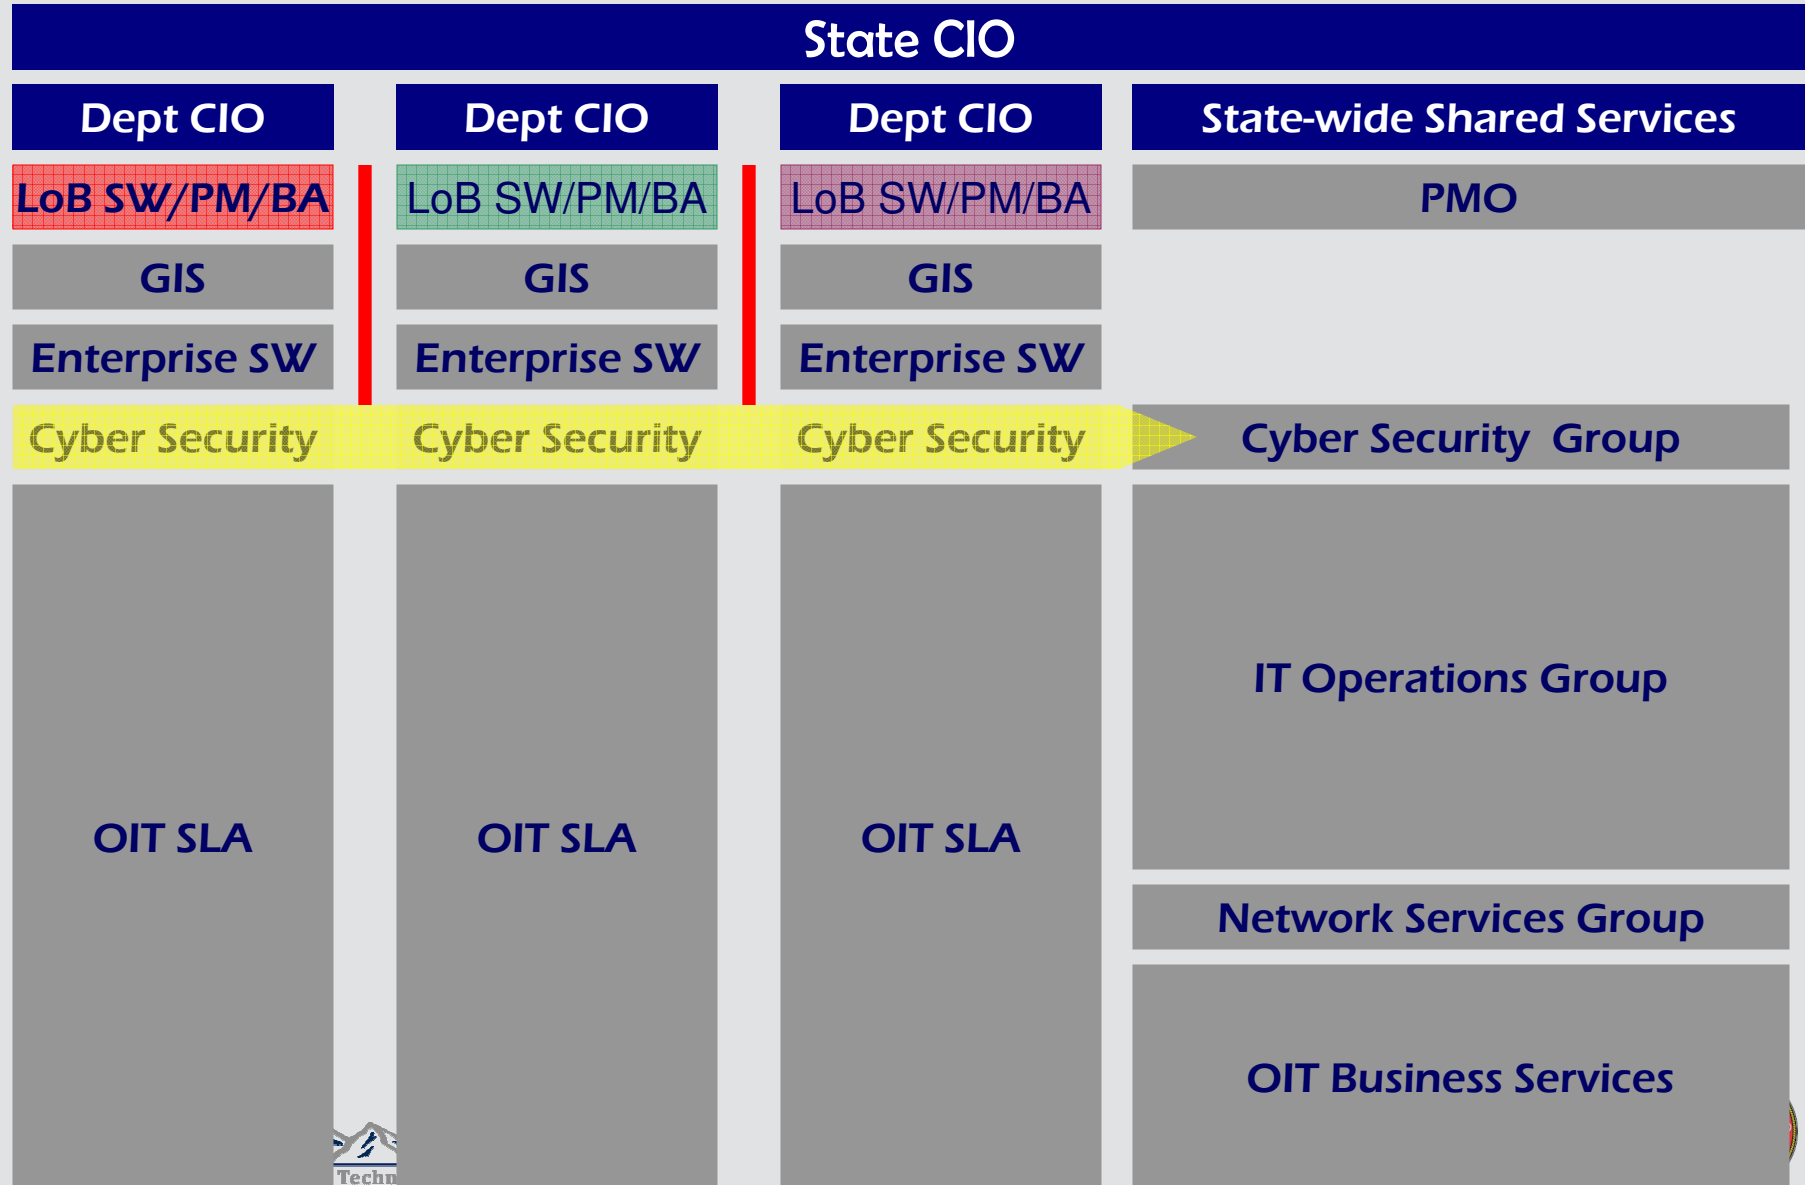 State CIO
Dept CIO Dept CIO Dept CIO State-wide Shared Services
LoB SW/PM/BA LoB SW/PM/BA LoB SW/PM/BA PMO
GIS GIS GIS
Enterprise SW Enterprise SW Enterprise SW
Cyber Security Cyber Security Cyber Security Cyber Security Group
IT Operations Group
OIT SLA OIT SLA OIT SLA
Network Services Group
OIT Business Services
Techn